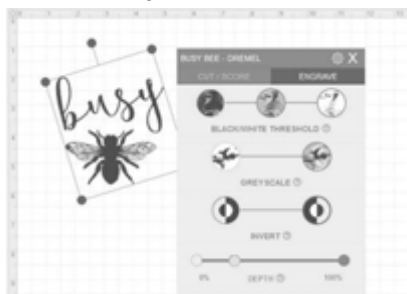 busy
BUSY BEE - DREMEL X
CUT / SCORE ENGRAVE
BLACK/WHITE THRESHOLD ?
GREYSCALE ?
INVERT ?
0% DEPTH ? 100%